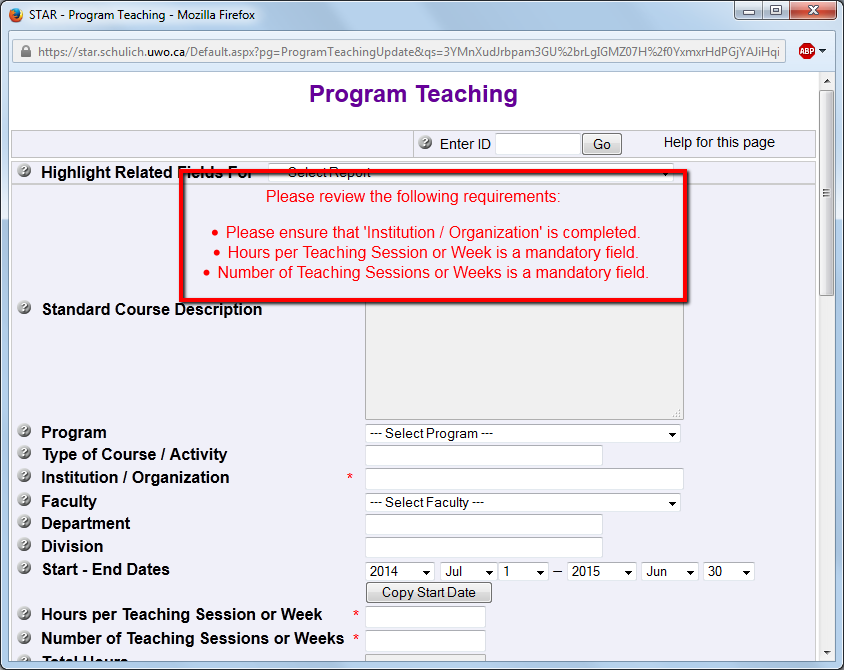 STAR - Program Teaching - Mozilla Firefox
https://star.schulich.uwo.ca/Default.aspx?pg=ProgramTeachingUpdate&qs=3YMnXudJrbpam3GU%2brLgIGMZ07H%2f0YxmxrHdPGjYAJiHqi
ABP
Program Teaching
? Enter ID Go Help for this page
? Highlight Related Fields For --- Select Report ---
Please review the following requirements:
• Please ensure that 'Institution / Organization' is completed.
• Hours per Teaching Session or Week is a mandatory field.
• Number of Teaching Sessions or Weeks is a mandatory field.
? Standard Course Description
? Program --- Select Program ---
? Type of Course / Activity
? Institution / Organization *
? Faculty --- Select Faculty ---
? Department
? Division
? Start - End Dates 2014 Jul 1 – 2015 Jun 30
Copy Start Date
? Hours per Teaching Session or Week *
? Number of Teaching Sessions or Weeks *
? Total Hours